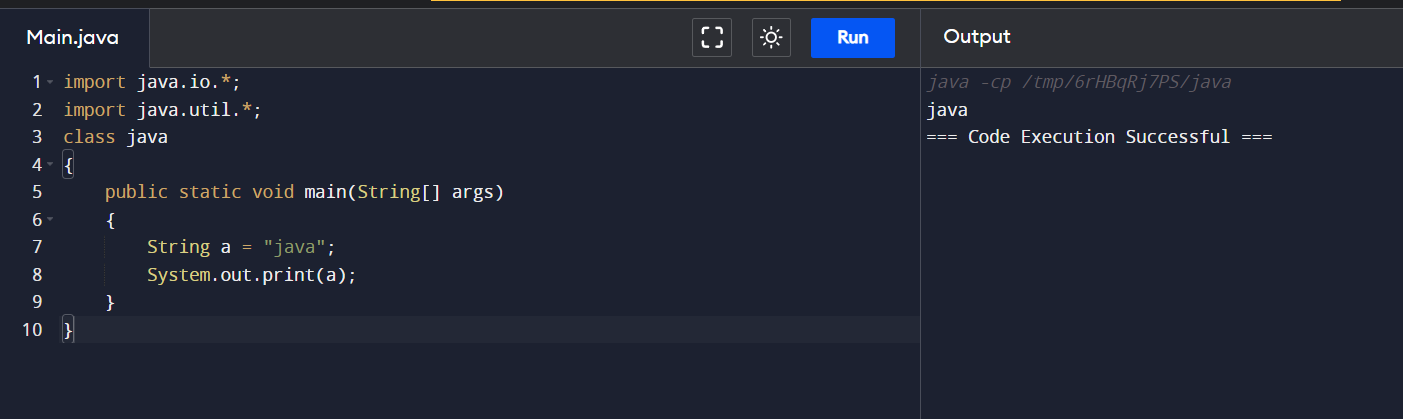 Main.java
Run
Output
1 import java.io.*;
2 import java.util.*;
3 class java
4 {
5     public static void main(String[] args)
6     {
7         String a = "java";
8         System.out.print(a);
9     }
10 }
java -cp /tmp/6rHBqRj7PS/java
java
=== Code Execution Successful ===